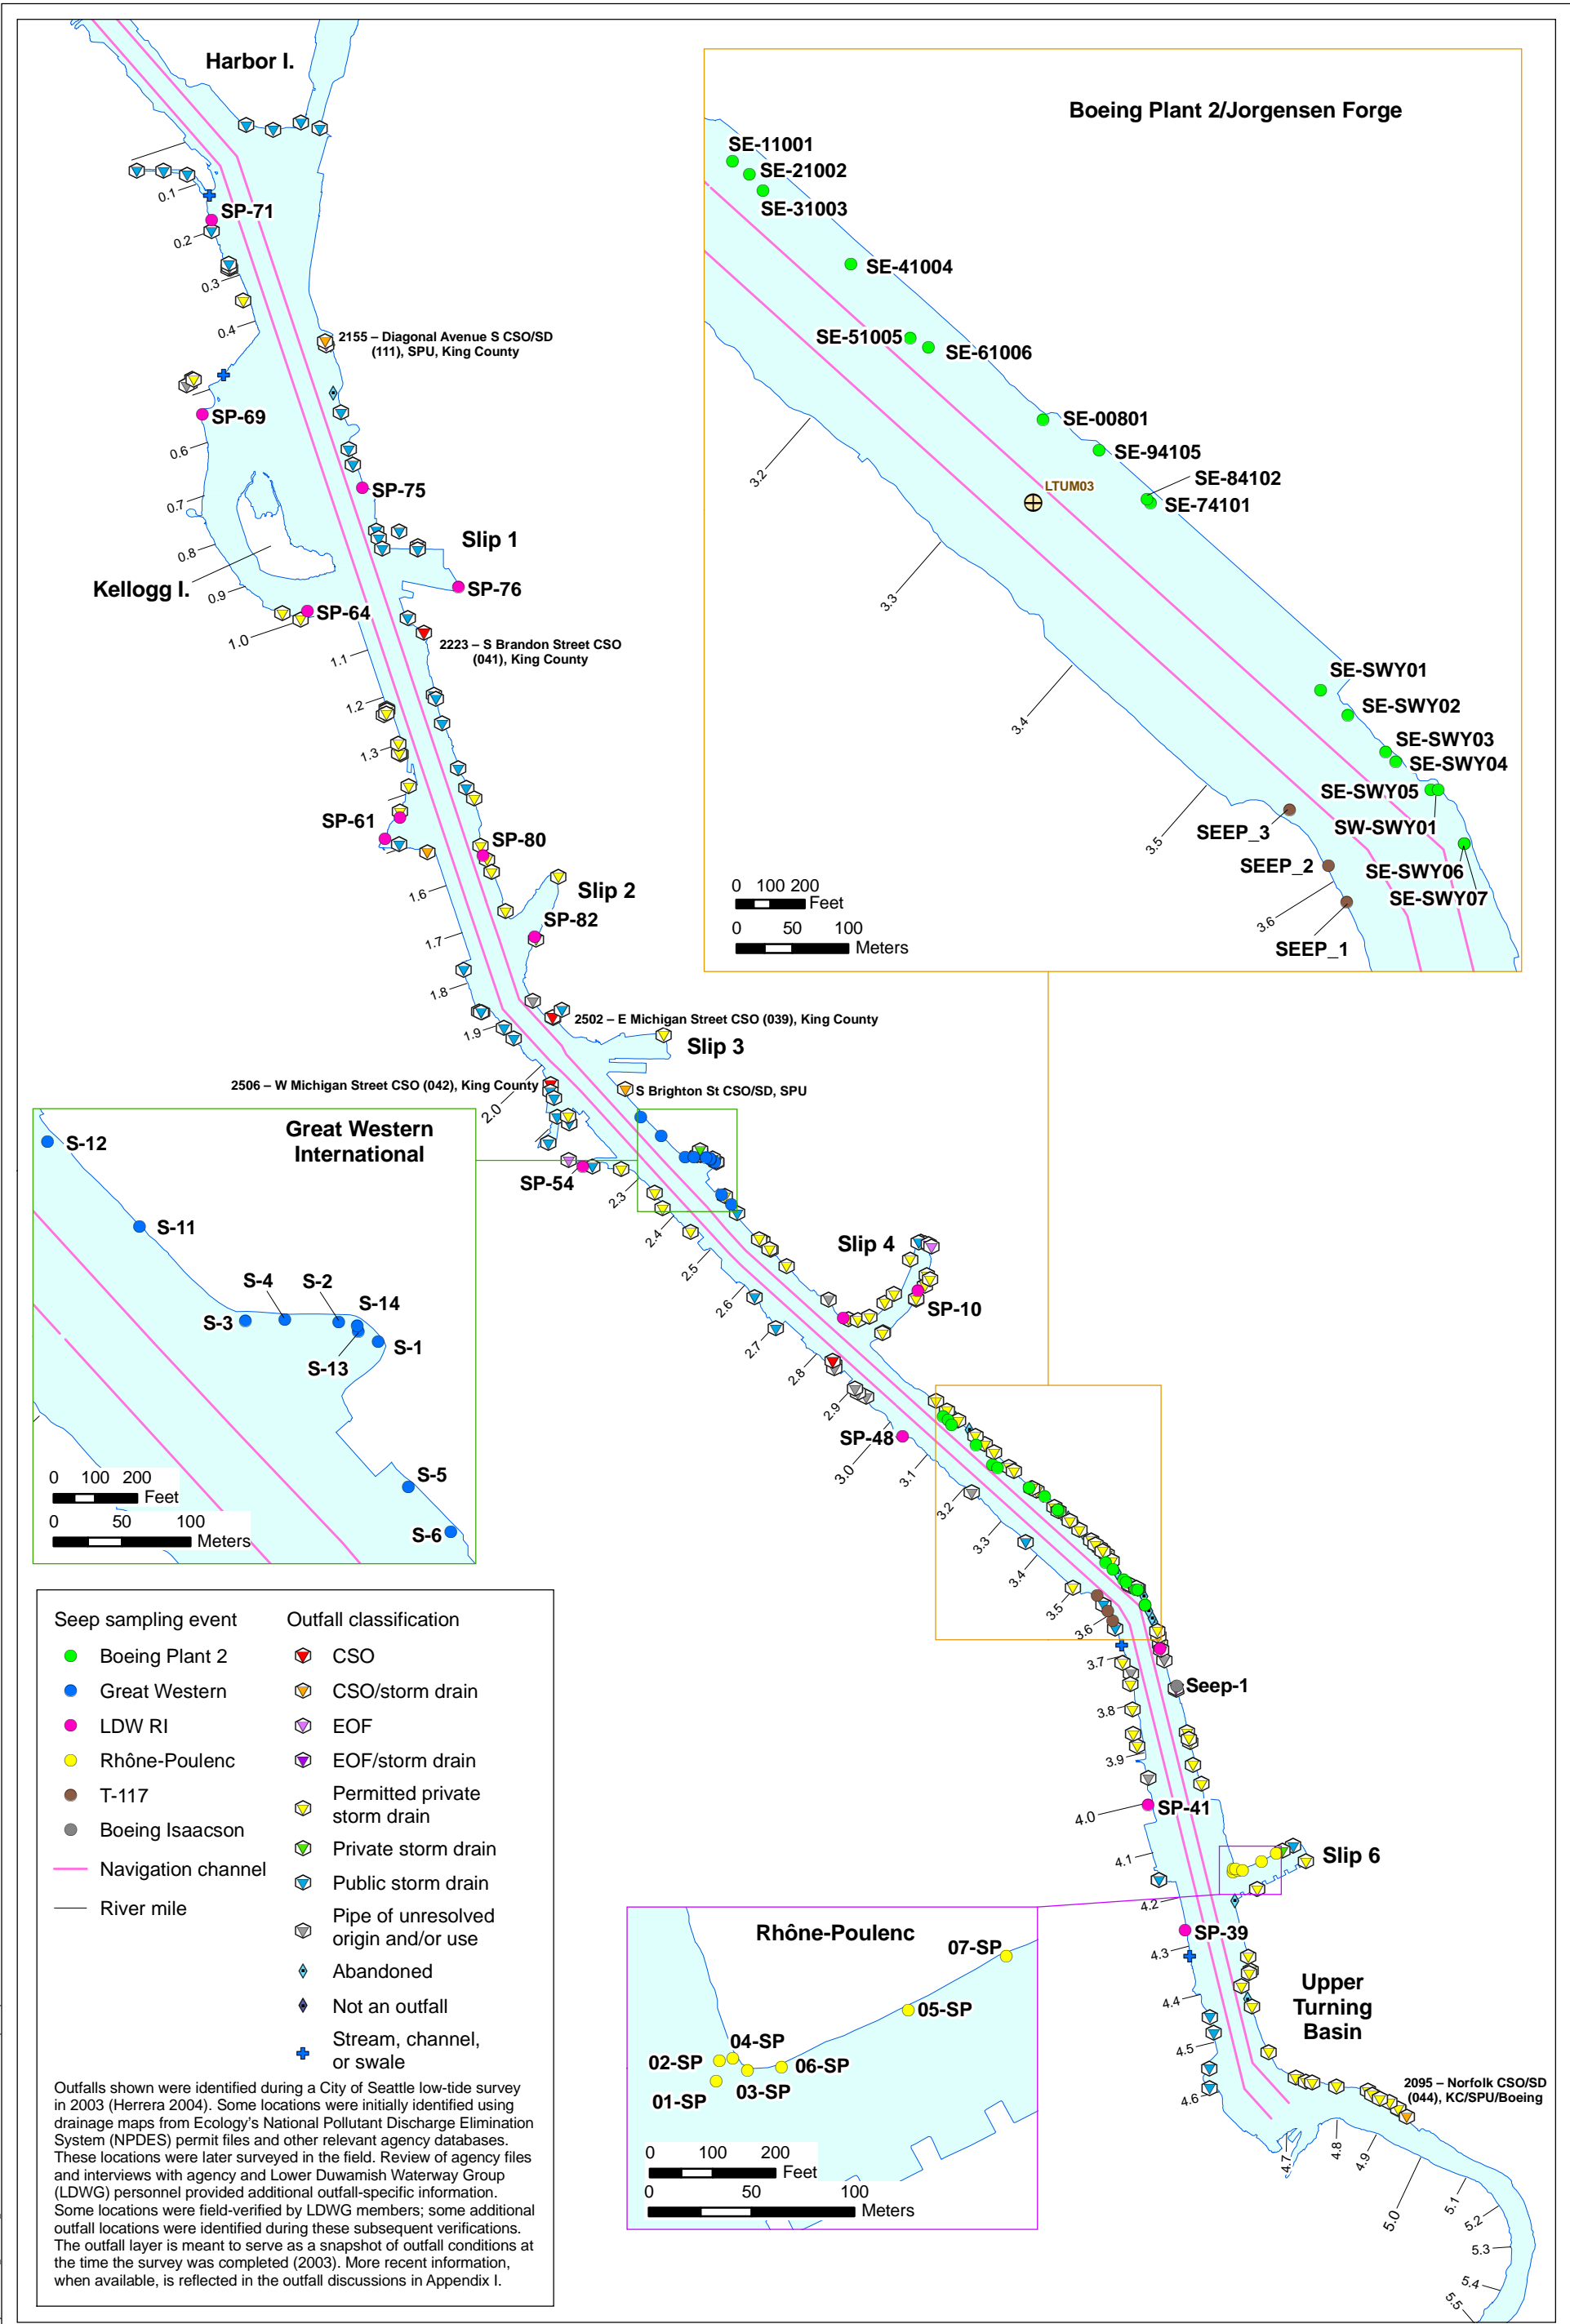 Harbor I.
0.1
SP-71
0.2
0.3
0.4
2155 – Diagonal Avenue S CSO/SD
(111), SPU, King County
SP-69
0.6
0.7
SP-75
0.8
Slip 1
Kellogg I.
0.9
SP-76
SP-64
1.0
2223 – S Brandon Street CSO
(041), King County
1.1
1.2
1.3
SP-61
SP-80
1.6
Slip 2
SP-82
1.7
1.8
1.9
2502 – E Michigan Street CSO (039), King County
Slip 3
2506 – W Michigan Street CSO (042), King County
S Brighton St CSO/SD, SPU
2.0
SP-54
2.3
2.4
2.5
2.6
2.7
2.8
2.9
Slip 4
SP-10
SP-48
3.0
3.1
3.2
3.3
3.4
3.5
3.6
3.7
Seep-1
3.8
3.9
4.0
SP-41
4.1
Slip 6
4.2
SP-39
4.3
4.4
Upper
Turning
Basin
4.5
4.6
2095 – Norfolk CSO/SD
(044), KC/SPU/Boeing
4.7
4.8
4.9
5.0
5.1
5.2
5.3
5.4
5.5
Boeing Plant 2/Jorgensen Forge
SE-11001
SE-21002
SE-31003
SE-41004
SE-51005
SE-61006
SE-00801
SE-94105
SE-84102
SE-74101
LTUM03
3.2
3.3
3.4
3.5
3.6
SE-SWY01
SE-SWY02
SE-SWY03
SE-SWY04
SE-SWY05
SW-SWY01
SE-SWY06
SE-SWY07
SEEP_3
SEEP_2
SEEP_1
0 100 200
Feet
0 50 100
Meters
Great Western
International
S-12
S-11
S-4
S-2
S-14
S-3
S-1
S-13
S-5
S-6
0 100 200
Feet
0 50 100
Meters
Rhône-Poulenc
07-SP
05-SP
04-SP
02-SP
06-SP
03-SP
01-SP
0 100 200
Feet
0 50 100
Meters
Seep sampling event
Boeing Plant 2
Great Western
LDW RI
Rhône-Poulenc
T-117
Boeing Isaacson
Navigation channel
River mile
Outfall classification
CSO
CSO/storm drain
EOF
EOF/storm drain
Permitted private
storm drain
Private storm drain
Public storm drain
Pipe of unresolved
origin and/or use
Abandoned
Not an outfall
Stream, channel,
or swale
Outfalls shown were identified during a City of Seattle low-tide survey
in 2003 (Herrera 2004). Some locations were initially identified using
drainage maps from Ecology's National Pollutant Discharge Elimination
System (NPDES) permit files and other relevant agency databases.
These locations were later surveyed in the field. Review of agency files
and interviews with agency and Lower Duwamish Waterway Group
(LDWG) personnel provided additional outfall-specific information.
Some locations were field-verified by LDWG members; some additional
outfall locations were identified during these subsequent verifications.
The outfall layer is meant to serve as a snapshot of outfall conditions at
the time the survey was completed (2003). More recent information,
when available, is reflected in the outfall discussions in Appendix I.